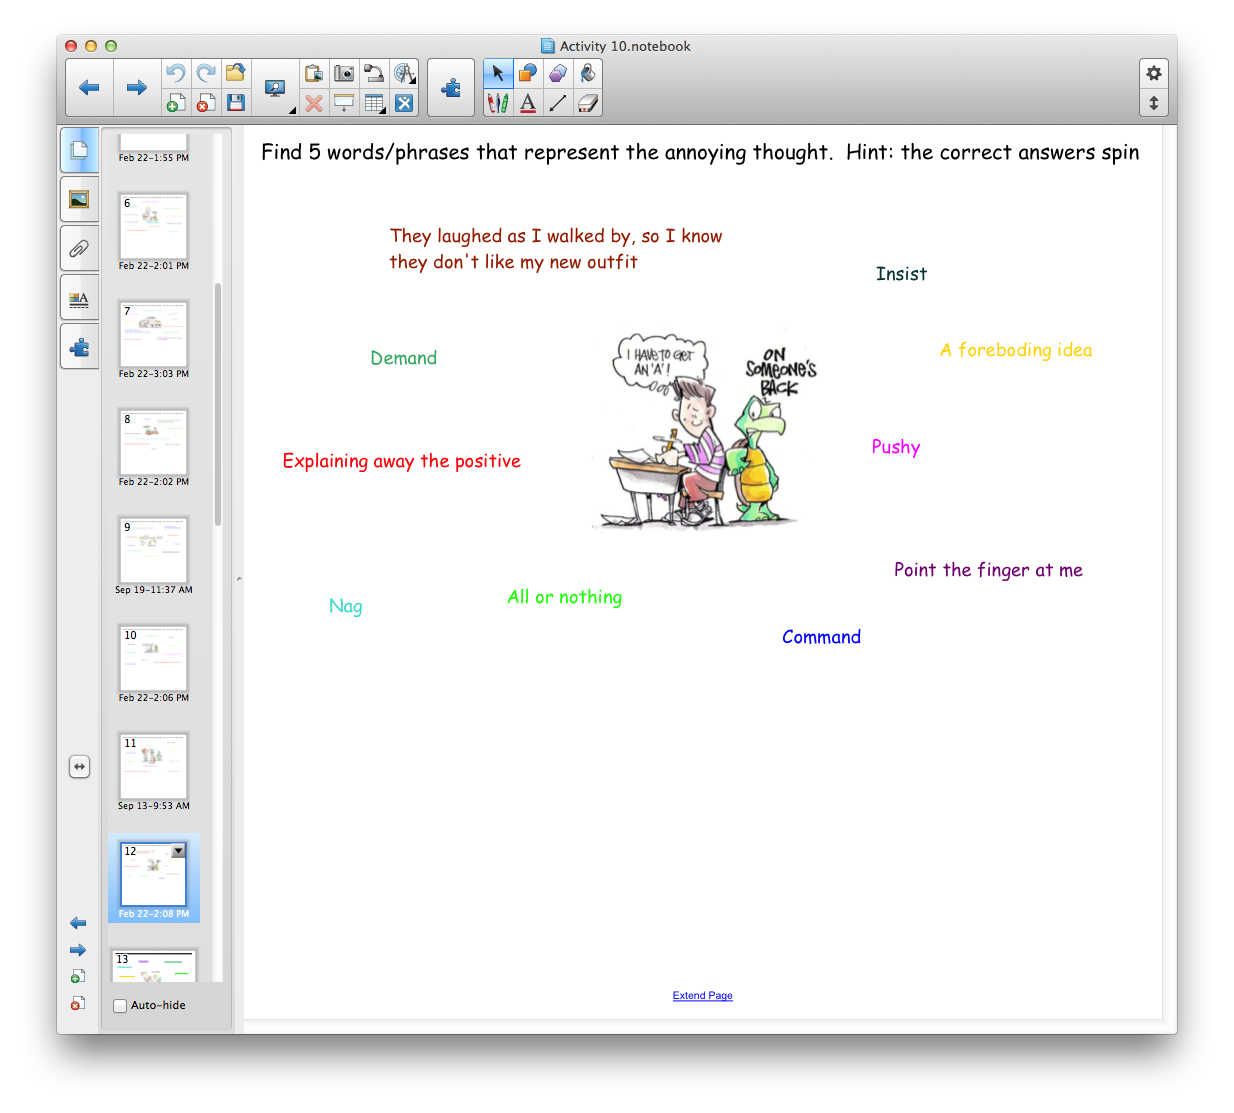 Activity 10.notebook
Find 5 words/phrases that represent the annoying thought.  Hint: the correct answers spin
They laughed as I walked by, so I know
they don't like my new outfit
Insist
Demand
A foreboding idea
I HAVE TO GET
AN 'A'!
ON
SOMEONE'S
BACK
Explaining away the positive
Pushy
Point the finger at me
Nag
All or nothing
Command
Extend Page
Feb 22-1:55 PM
6
Feb 22-2:01 PM
7
Feb 22-3:03 PM
8
Feb 22-2:02 PM
9
Sep 19-11:37 AM
10
Feb 22-2:06 PM
11
Sep 13-9:53 AM
12
Feb 22-2:08 PM
13
Auto-hide